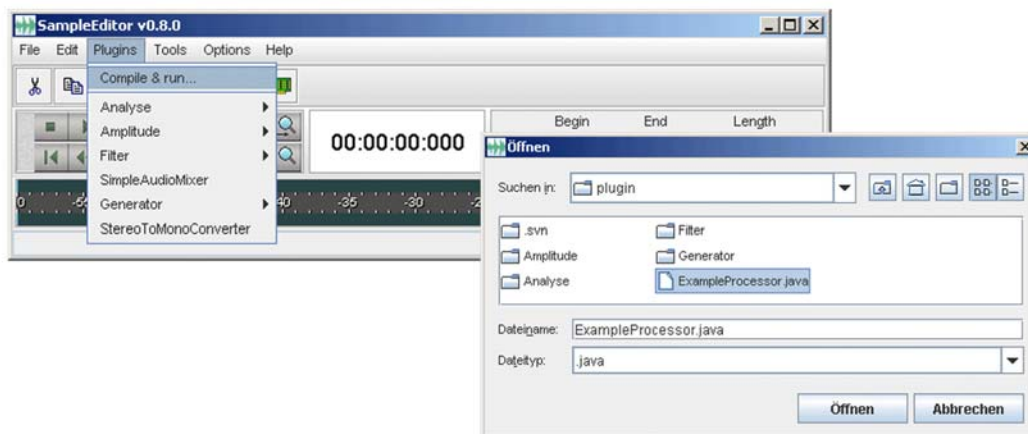 SampleEditor v0.8.0
File Edit Plugins Tools Options Help
Compile & run...
Analyse
Amplitude
Filter
SimpleAudioMixer
Generator
StereoToMonoConverter
00:00:00:000
Begin End Length
-35 -30
Öffnen
Suchen in: plugin
.svn
Amplitude
Analyse
Filter
Generator
ExampleProcessor.java
Dateiname: ExampleProcessor.java
Dateityp: .java
Öffnen Abbrechen